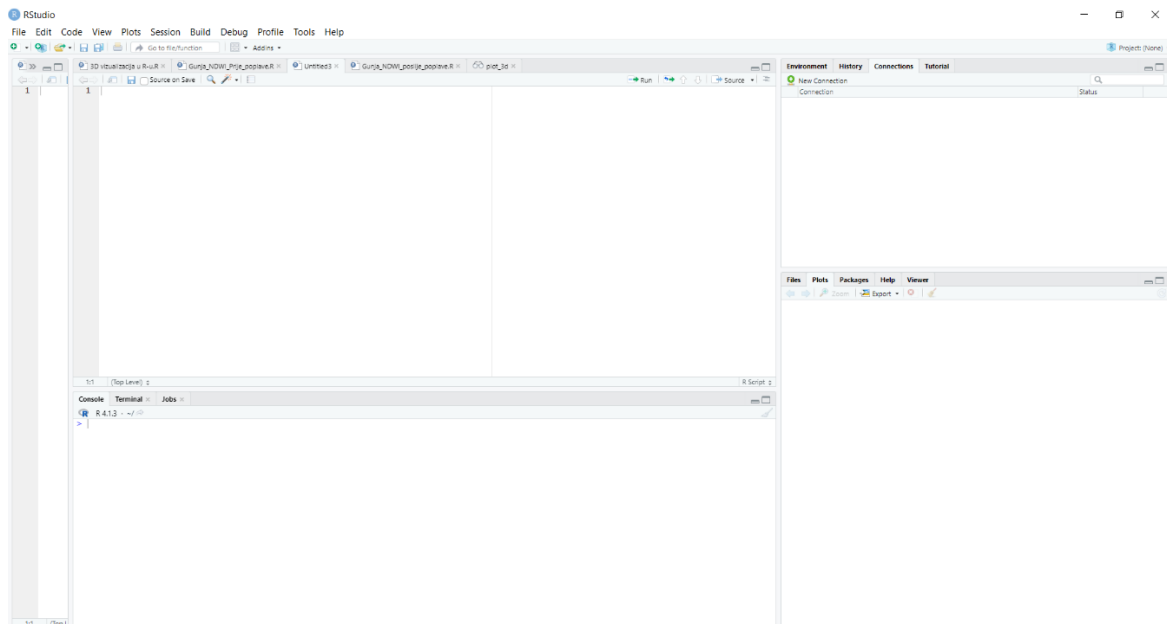 RStudio
File Edit Code View Plots Session Build Debug Profile Tools Help
Go to file/function Addins Project: (None)
3D vizualizacija u R-u.R Gunja_NDWI_Prije_poplave.R Untitled3 Gunja_NDWI_poslije_poplave.R plot_3d
Source on Save Run Source
1 1
1:1 (Top Level) R Script
Console Terminal Jobs
R 4.1.3 · ~/
>
1:1 (Top L
Environment History Connections Tutorial
New Connection
Connection Status
Files Plots Packages Help Viewer
Zoom Export